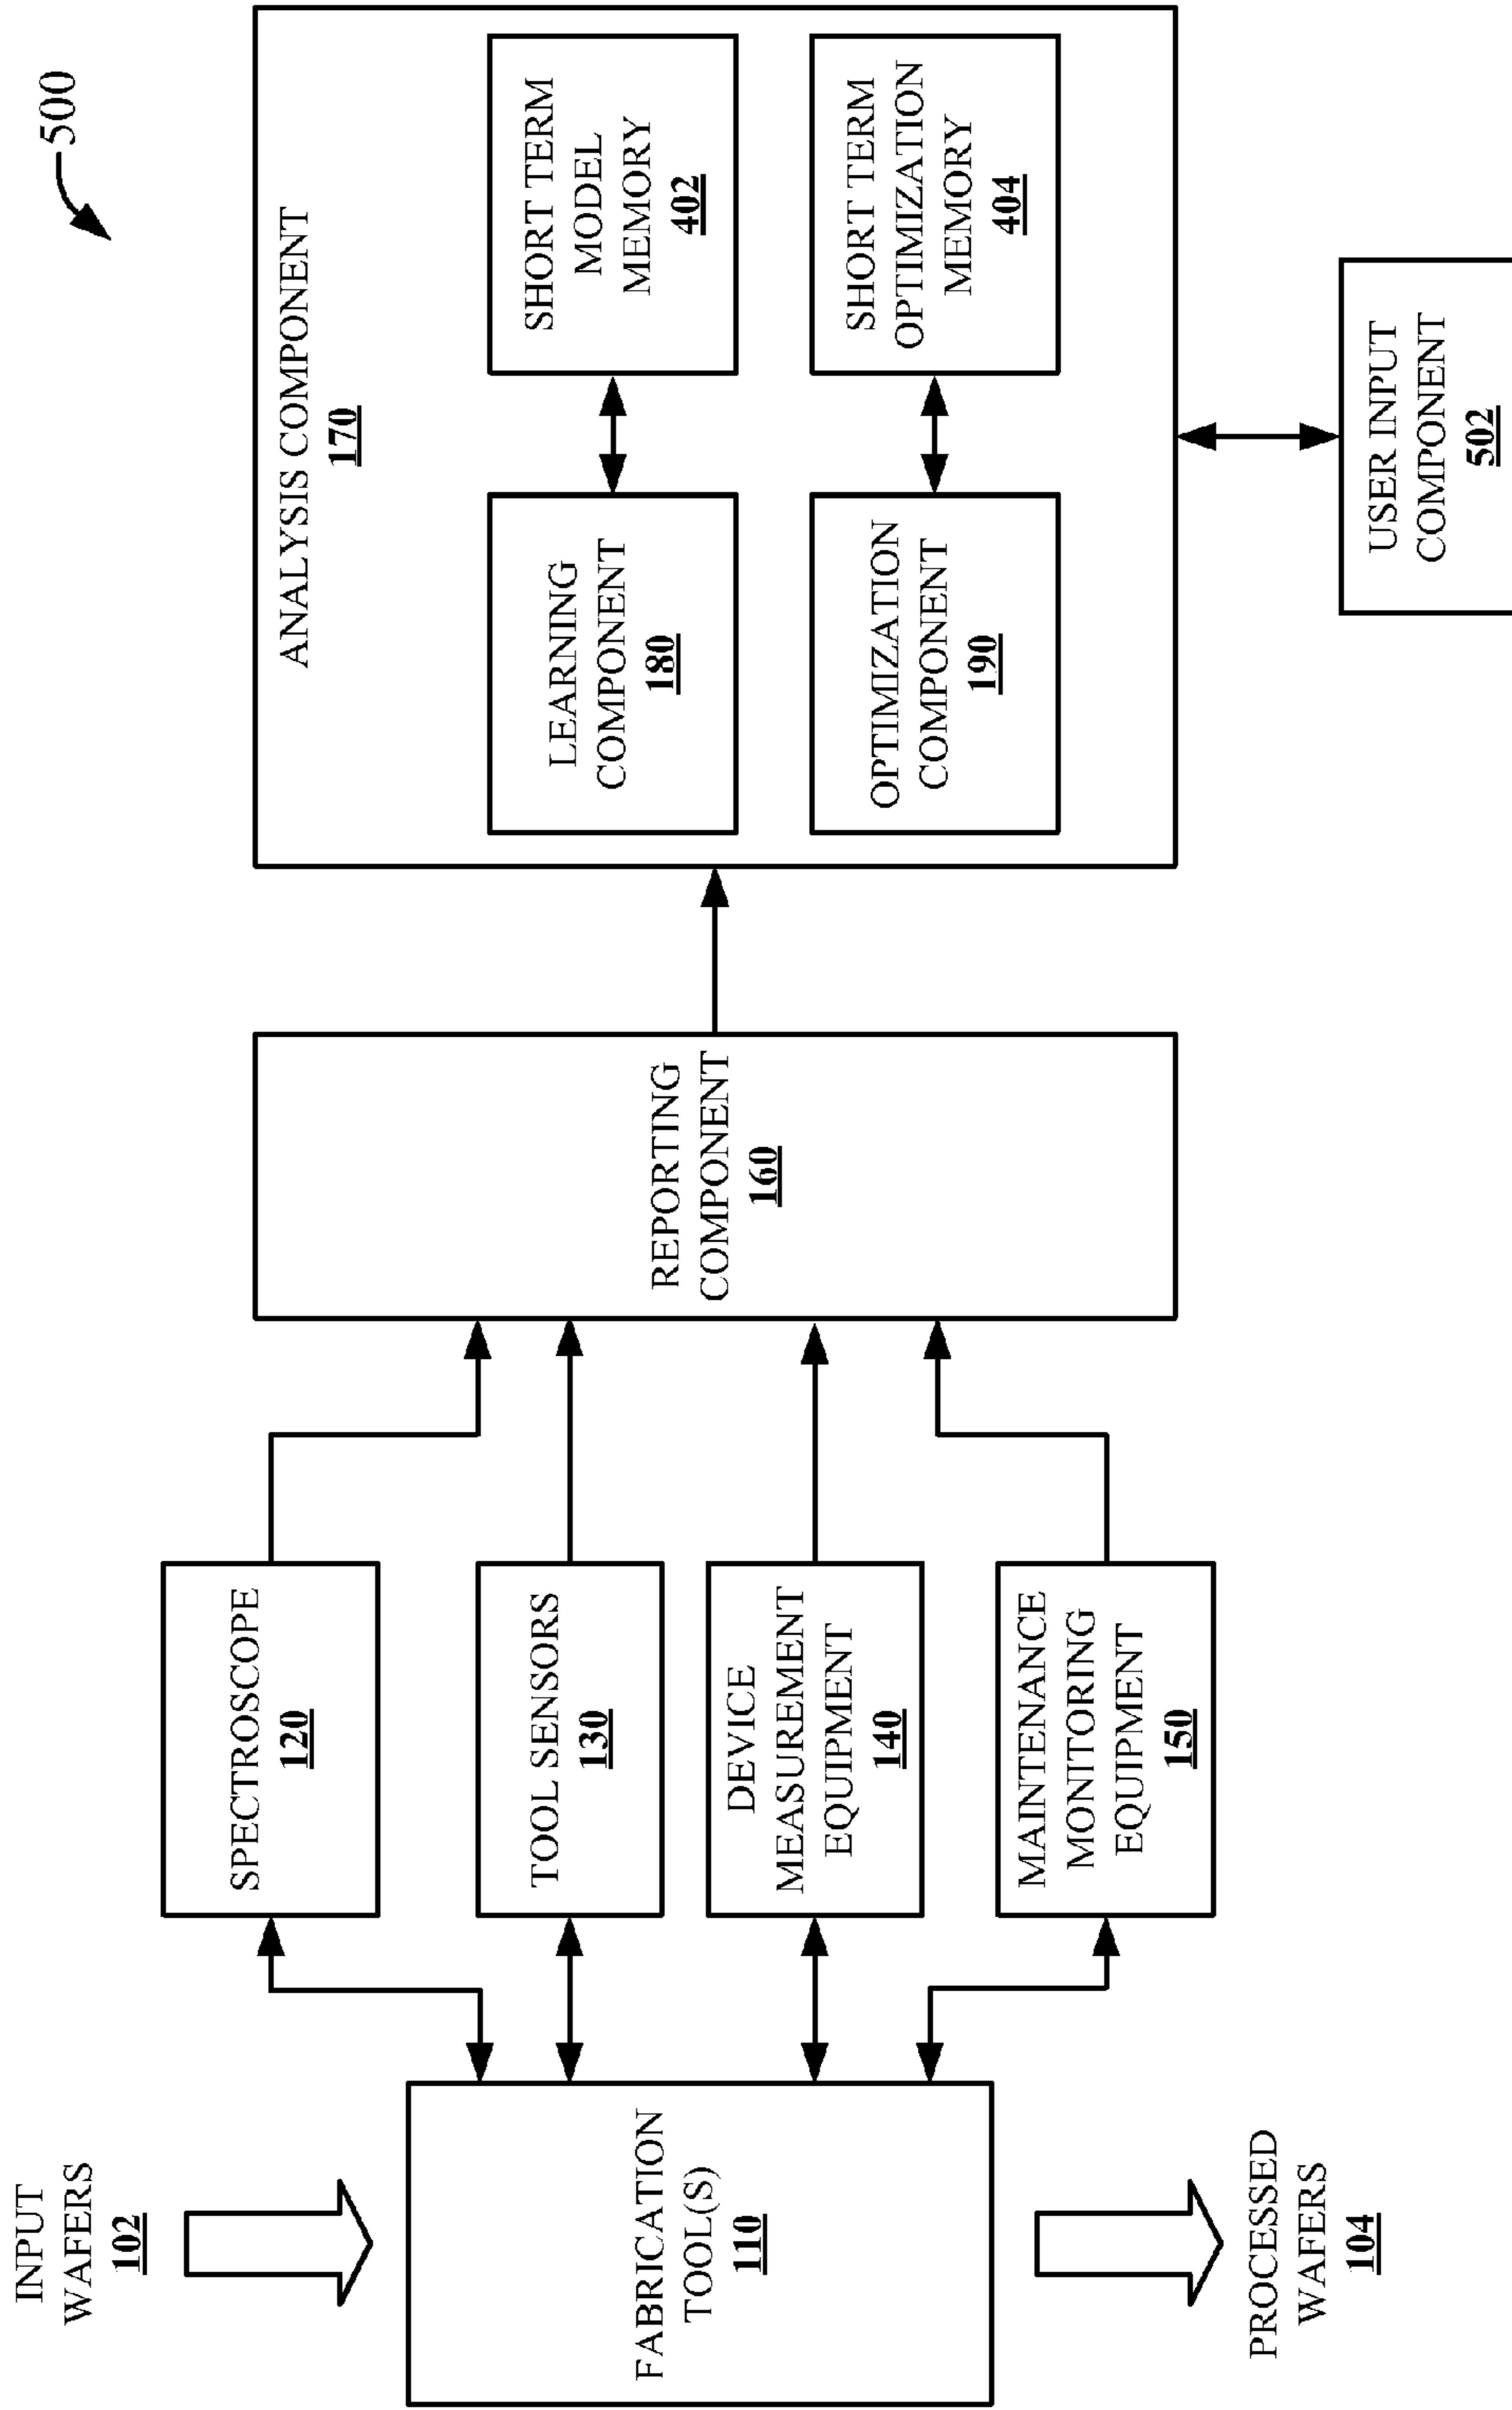 500
INPUT
WAFERS
102
FABRICATION
TOOL(S)
110
PROCESSED
WAFERS
104
SPECTROSCOPE
120
TOOL SENSORS
130
DEVICE
MEASUREMENT
EQUIPMENT
140
MAINTENANCE
MONITORING
EQUIPMENT
150
REPORTING
COMPONENT
160
ANALYSIS COMPONENT
170
LEARNING
COMPONENT
180
SHORT TERM
MODEL
MEMORY
402
OPTIMIZATION
COMPONENT
190
SHORT TERM
OPTIMIZATION
MEMORY
404
USER INPUT
COMPONENT
502